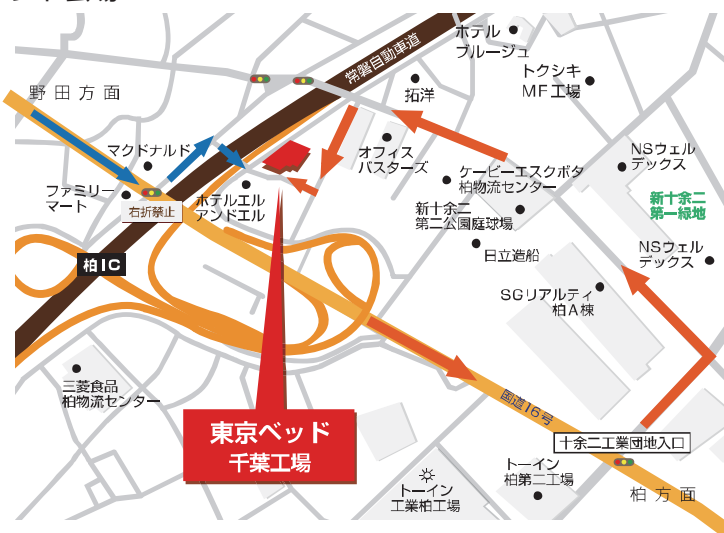 ホテル
ブルージュ
常磐自動車道
トクシキ
MF工場
野田方面
拓洋
マクドナルド
オフィス
バスターズ
NSウェル
デックス
ケービーエスクボタ
柏物流センター
ファミリー
マート
右折禁止
ホテルエル
アンドエル
新十余二
第一緑地
新十余二
第二公園庭球場
日立造船
NSウェル
デックス
柏IC
SGリアルティ
柏A棟
三菱食品
柏物流センター
国道16号
東京ベッド
千葉工場
十余二工業団地入口
トーイン
柏第二工場
トーイン
工業柏工場
柏方面